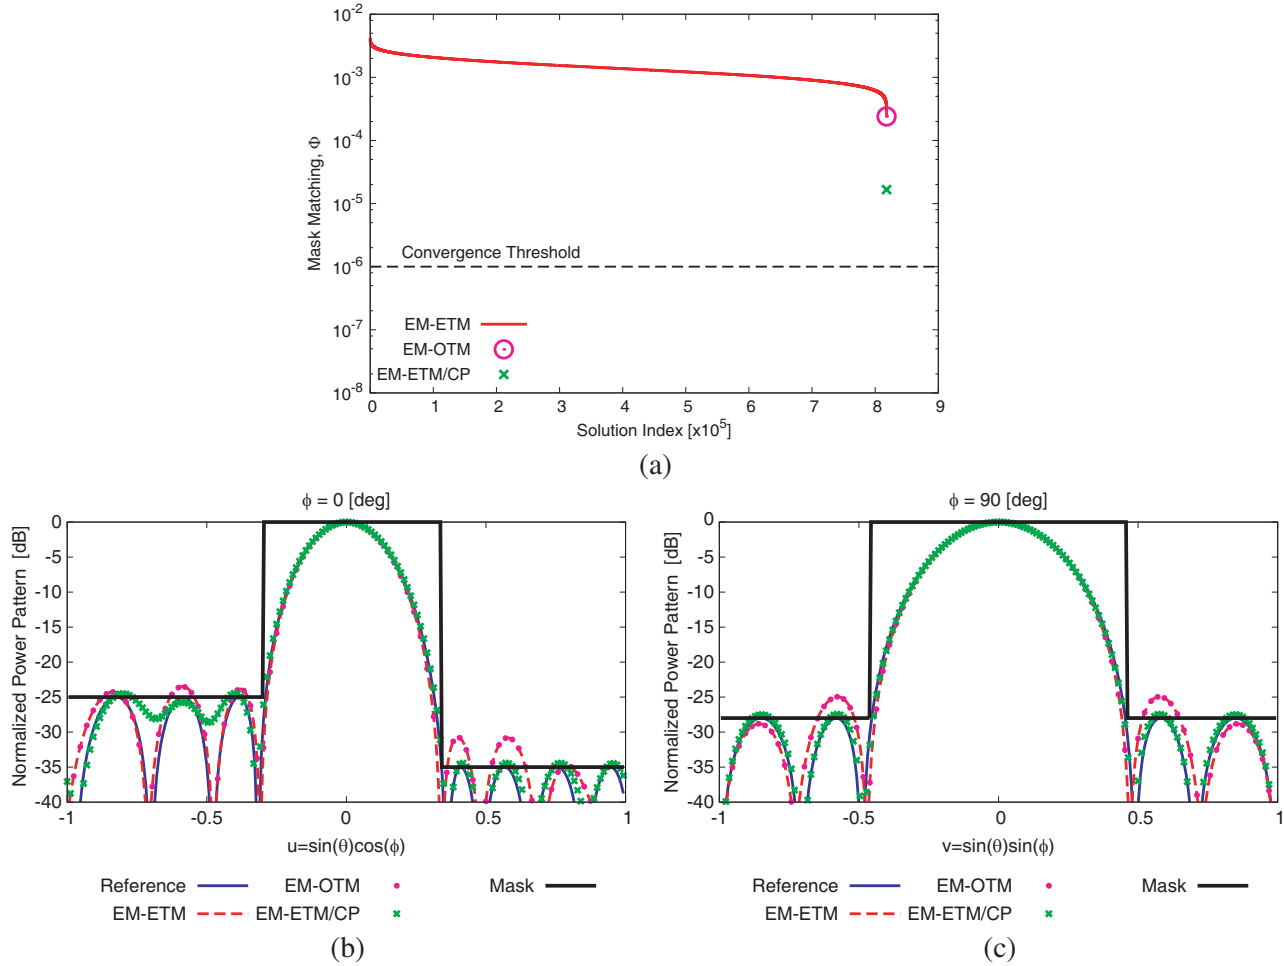 10^-2
10^-3
10^-4
10^-5
10^-6
10^-7
10^-8
Mask Matching, Φ
Convergence Threshold
EM-ETM
EM-OTM
EM-ETM/CP
0 1 2 3 4 5 6 7 8 9
Solution Index [x10^5]
(a)
ϕ = 0 [deg]
0
-5
-10
-15
-20
-25
-30
-35
-40
Normalized Power Pattern [dB]
-1 -0.5 0 0.5 1
u=sin(θ)cos(ϕ)
Reference EM-OTM Mask
EM-ETM EM-ETM/CP
(b)
ϕ = 90 [deg]
0
-5
-10
-15
-20
-25
-30
-35
-40
Normalized Power Pattern [dB]
-1 -0.5 0 0.5 1
v=sin(θ)sin(ϕ)
Reference EM-OTM Mask
EM-ETM EM-ETM/CP
(c)